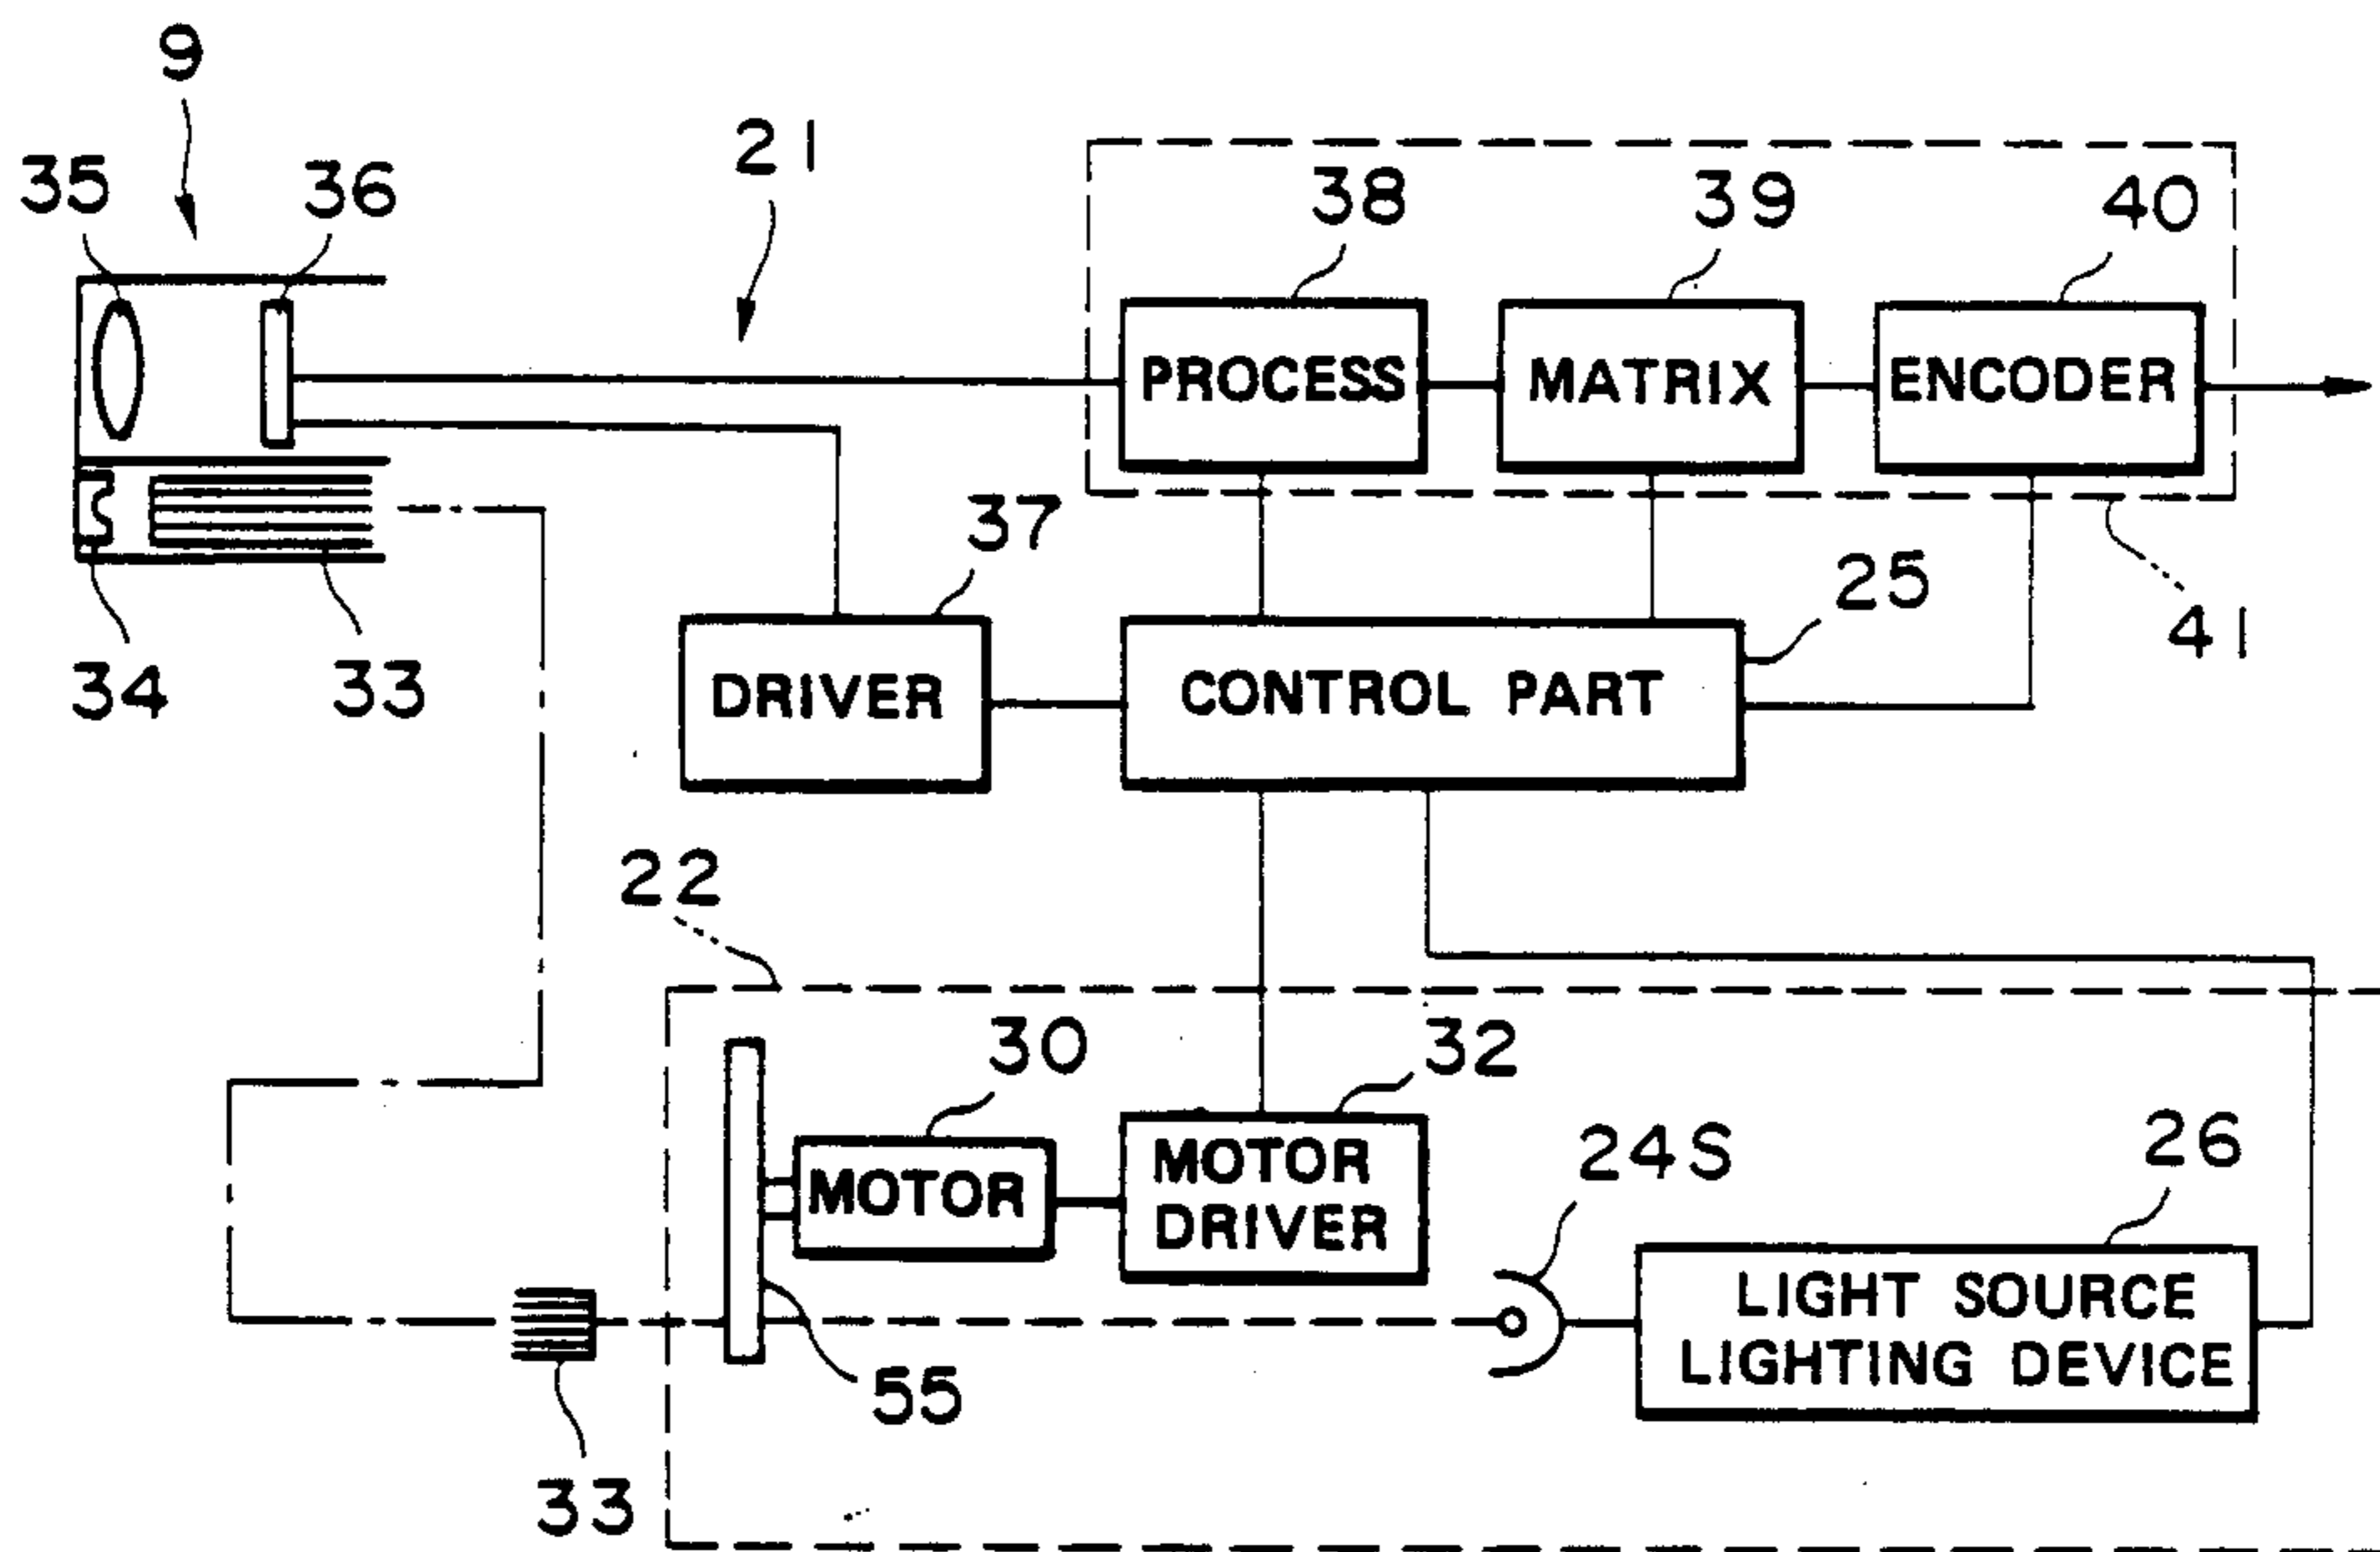 9
21
35
36
38
39
40
PROCESS
MATRIX
ENCODER
37
25
41
34
33
DRIVER
CONTROL PART
22
30
32
24S
26
MOTOR
MOTOR
DRIVER
LIGHT SOURCE
LIGHTING DEVICE
55
33